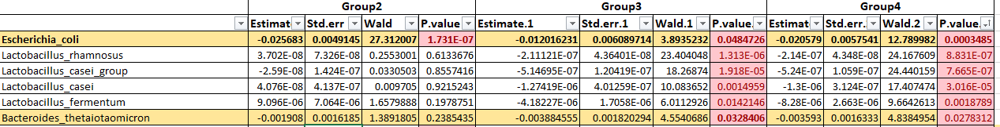 Group2 Group3 Group4
Estimat Std.err Wald P.value Estimate.1 Std.err.1 Wald.1 P.value. Estimat Std.err. Wald.2 P.value.
Escherichia_coli -0.025683 0.0049145 27.312007 1.731E-07 -0.012016231 0.006089714 3.8935232 0.0484726 -0.020579 0.0057541 12.789982 0.0003485
Lactobacillus_rhamnosus 3.702E-08 7.326E-08 0.2553001 0.6133676 -2.11121E-07 4.36401E-08 23.404048 1.313E-06 -2.14E-07 4.348E-08 24.167609 8.831E-07
Lactobacillus_casei_group -2.59E-08 1.424E-07 0.0330503 0.8557416 -5.14695E-07 1.20419E-07 18.26874 1.918E-05 -5.24E-07 1.059E-07 24.440159 7.665E-07
Lactobacillus_casei 4.076E-08 4.137E-07 0.009705 0.9215243 -1.27419E-06 4.01259E-07 10.083652 0.0014959 -1.3E-06 3.124E-07 17.407474 3.016E-05
Lactobacillus_fermentum 9.096E-06 7.064E-06 1.6579888 0.1978751 -4.18227E-06 1.7058E-06 6.0112926 0.0142146 -8.28E-06 2.663E-06 9.6642613 0.0018789
Bacteroides_thetaiotaomicron -0.001908 0.0016185 1.3891805 0.2385435 -0.003884555 0.001820294 4.5540686 0.0328406 -0.003593 0.0016333 4.8384954 0.0278312